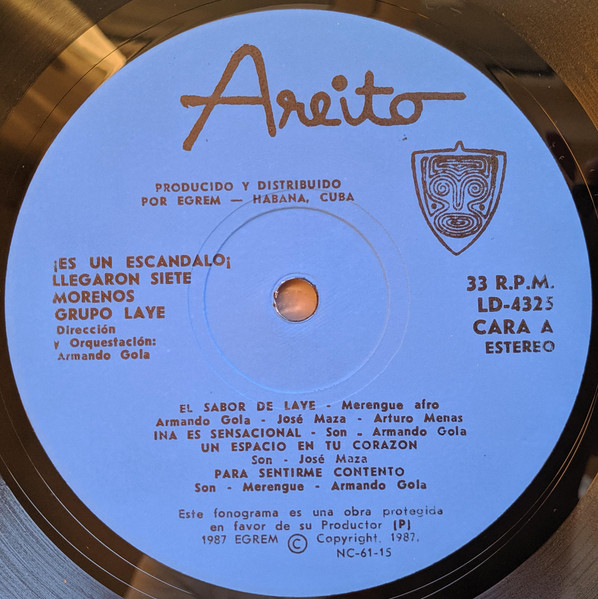 Areito
PRODUCIDO Y DISTRIBUIDO
POR EGREM — HABANA, CUBA
¡ES UN ESCANDALO¡
LLEGARON SIETE
MORENOS
GRUPO LAYE
Dirección
y Orquestación:
Armando Gola
33 R.P.M.
LD-4325
CARA A
ESTEREO
EL SABOR DE LAYE - Merengue afro
Armando Gola - José Maza - Arturo Menas
INA ES SENSACIONAL - Son - Armando Gola
UN ESPACIO EN TU CORAZON
Son - José Maza
PARA SENTIRME CONTENTO
Son - Merengue - Armando Gola
Este fonograma es una obra protegida
en favor de su Productor (P)
1987 EGREM © Copyright, 1987.
NC-61-15